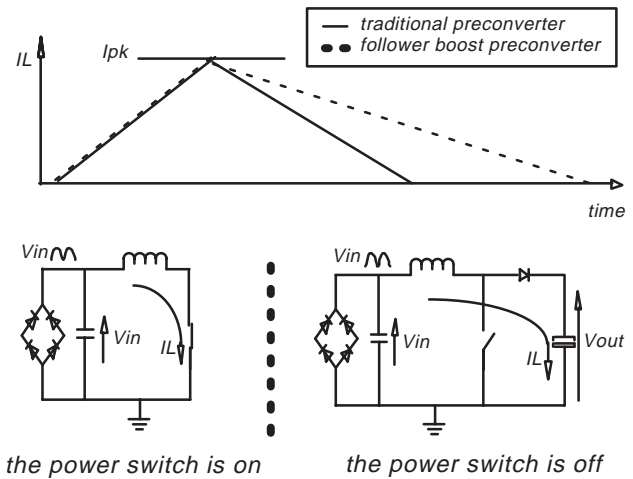 traditional preconverter
follower boost preconverter
Ipk
IL
time
Vin
Vin
IL
Vin
Vin
IL
Vout
the power switch is on
the power switch is off